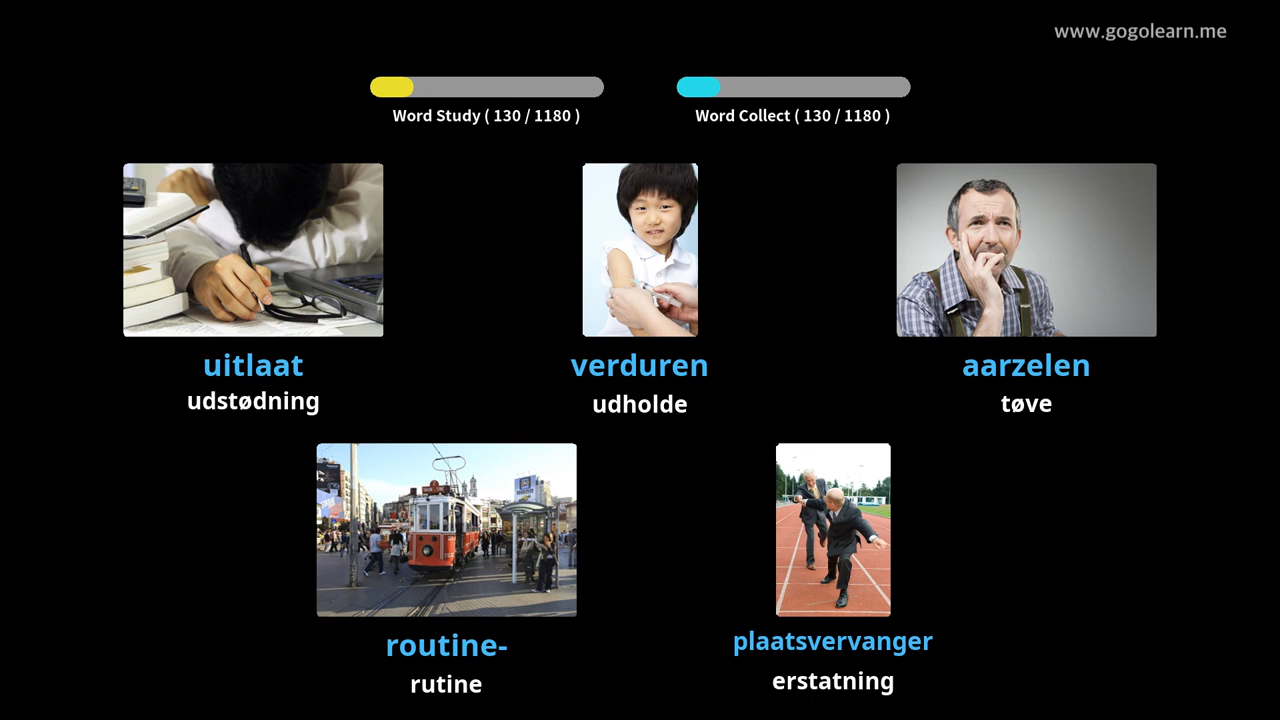 www.gogolearn.me
Word Study ( 130 / 1180 )
Word Collect ( 130 / 1180 )
uitlaat
udstødning
verduren
udholde
aarzelen
tøve
routine-
rutine
plaatsvervanger
erstatning